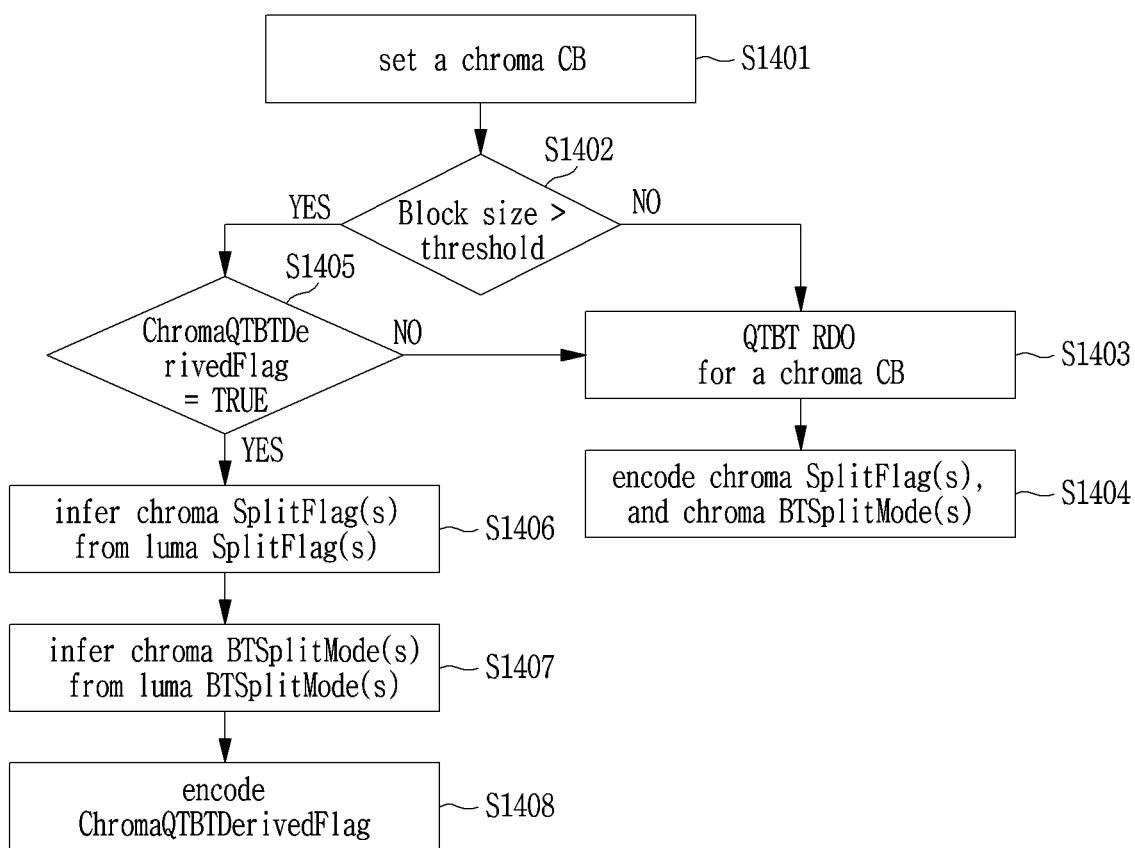 set a chroma CB
S1401
S1402
YES
Block size >
threshold
NO
S1405
ChromaQTBTDe
rivedFlag
= TRUE
NO
QTBT RDO
for a chroma CB
S1403
YES
encode chroma SplitFlag(s),
and chroma BTSplitMode(s)
S1404
infer chroma SplitFlag(s)
from luma SplitFlag(s)
S1406
infer chroma BTSplitMode(s)
from luma BTSplitMode(s)
S1407
encode
ChromaQTBTDerivedFlag
S1408